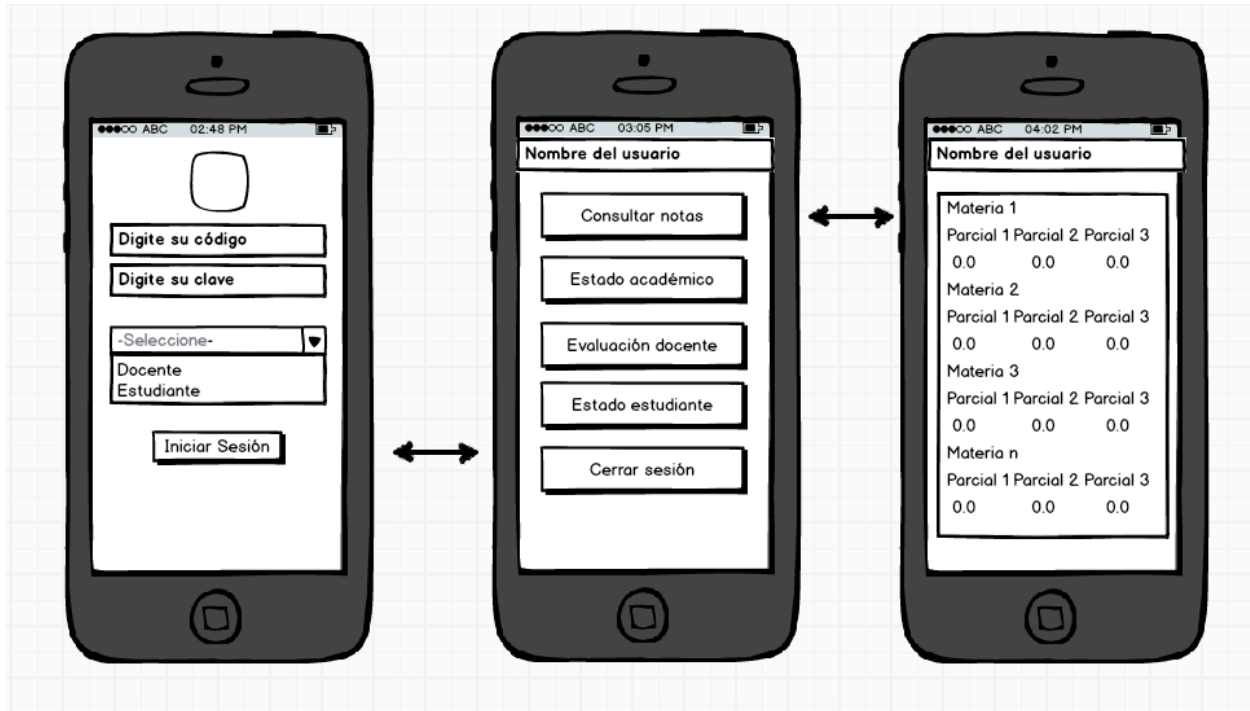 ABC 02:48 PM
Digite su código
Digite su clave
-Seleccione-
Docente
Estudiante
Iniciar Sesión
ABC 03:05 PM
Nombre del usuario
Consultar notas
Estado académico
Evaluación docente
Estado estudiante
Cerrar sesión
ABC 04:02 PM
Nombre del usuario
Materia 1
Parcial 1 Parcial 2 Parcial 3
0.0 0.0 0.0
Materia 2
Parcial 1 Parcial 2 Parcial 3
0.0 0.0 0.0
Materia 3
Parcial 1 Parcial 2 Parcial 3
0.0 0.0 0.0
Materia n
Parcial 1 Parcial 2 Parcial 3
0.0 0.0 0.0